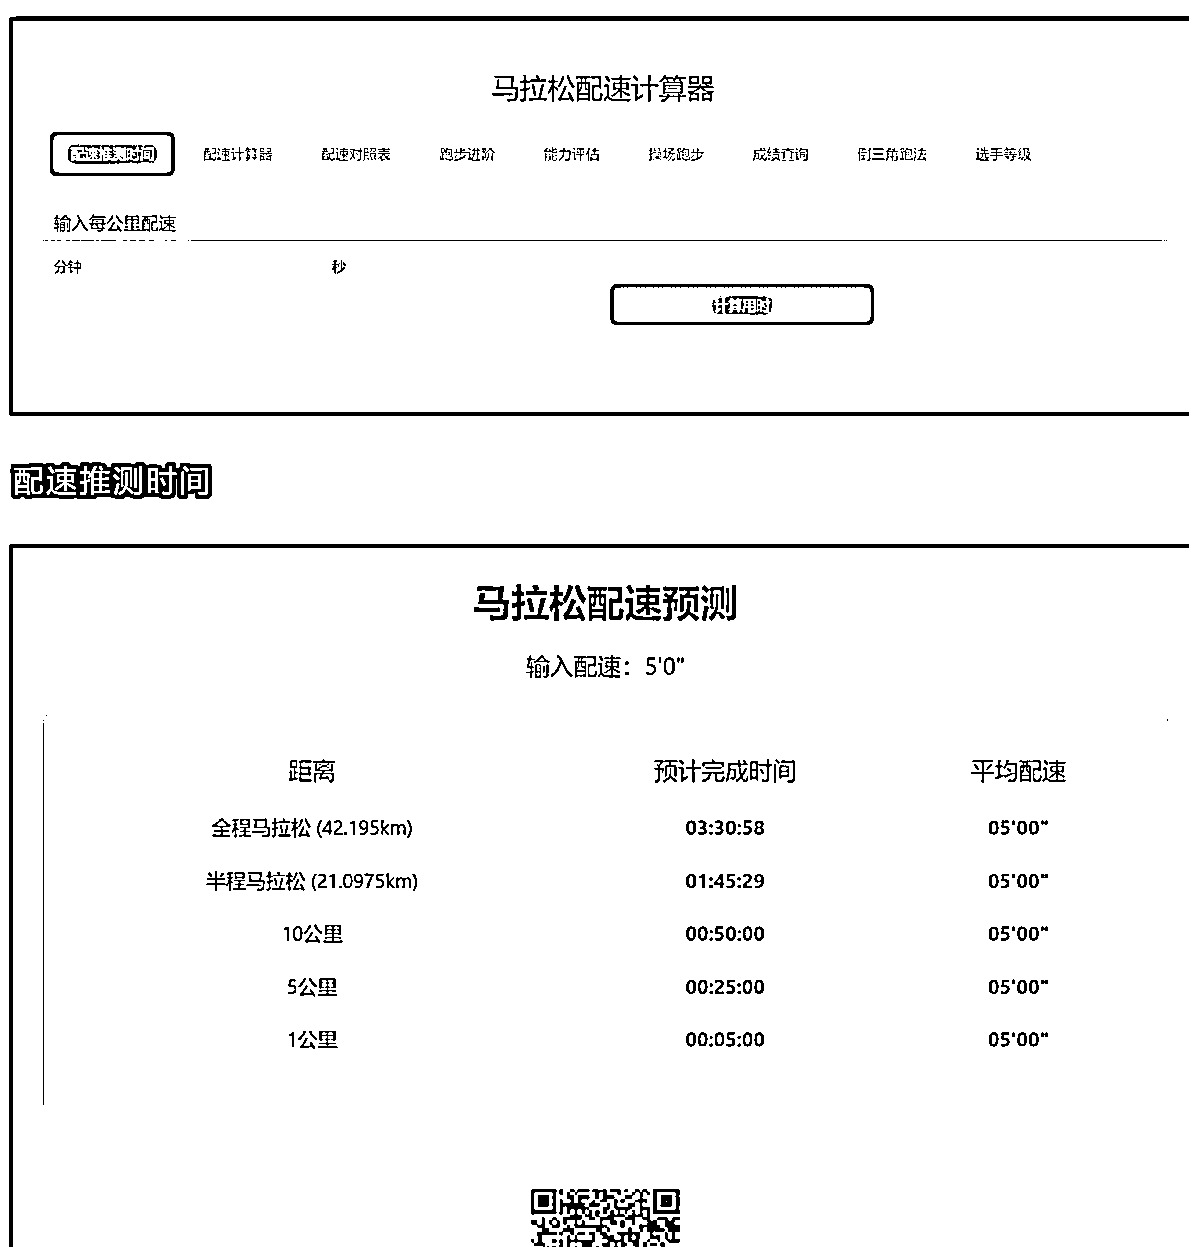 马拉松配速计算器
配速推测时间 配速计算器 配速对照表 跑步进阶 能力评估 操场跑步 成绩查询 倒三角跑法 选手等级
输入每公里配速
分钟 秒
计算用时
配速推测时间
马拉松配速预测
输入配速：5'0"
距离 预计完成时间 平均配速
全程马拉松 (42.195km) 03:30:58 05'00"
半程马拉松 (21.0975km) 01:45:29 05'00"
10公里 00:50:00 05'00"
5公里 00:25:00 05'00"
1公里 00:05:00 05'00"